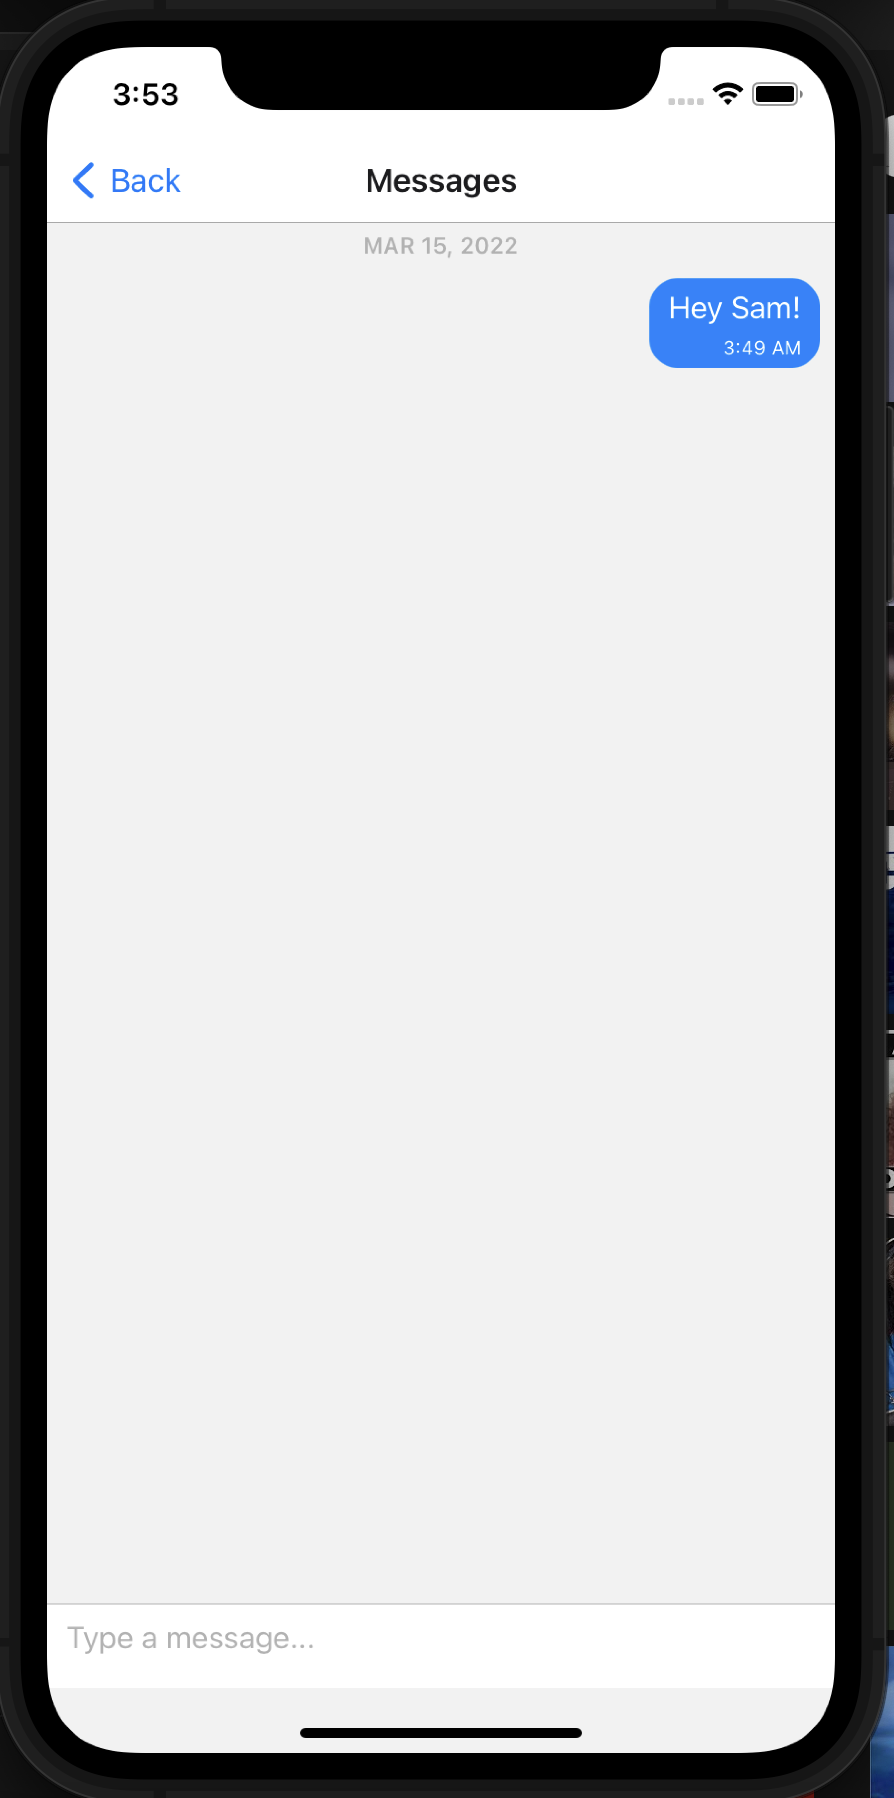 3:53
Back
Messages
MAR 15, 2022
Hey Sam!
3:49 AM
Type a message...